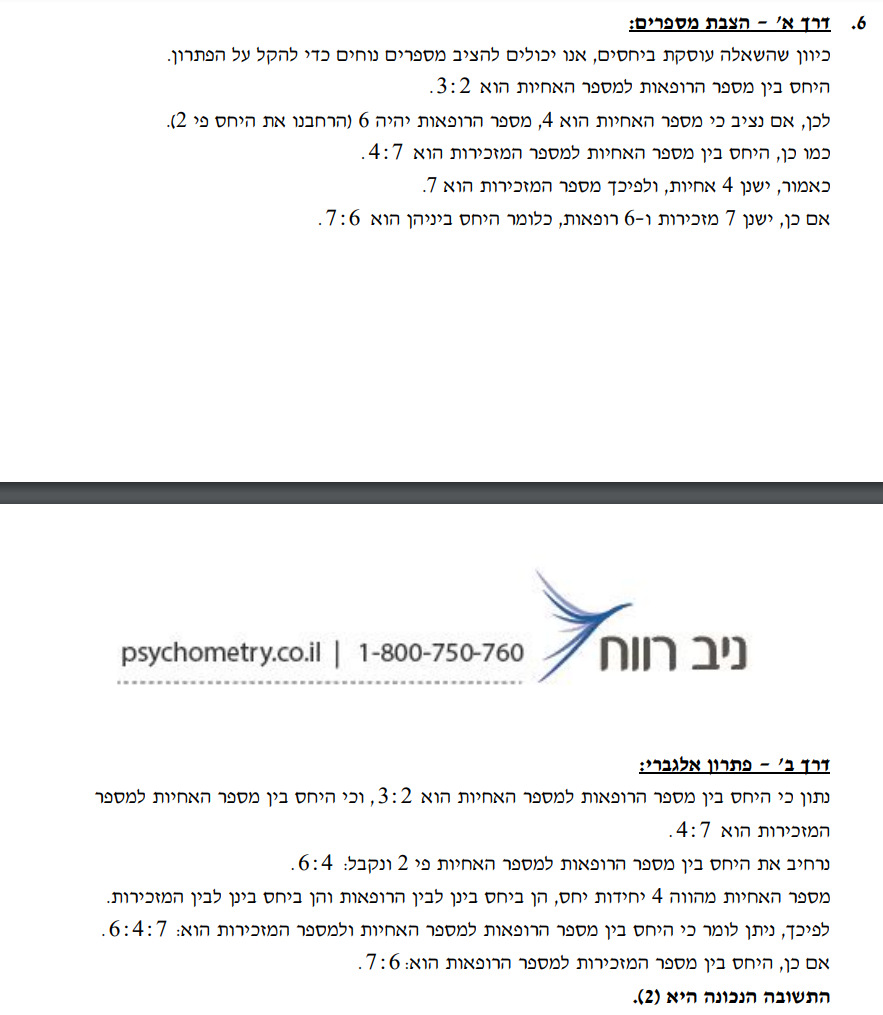 6. דרך א' – הצבת מספרים:
כיוון שהשאלה עוסקת ביחסים, אנו יכולים להציב מספרים נוחים כדי להקל על הפתרון.
היחס בין מספר הרופאות למספר האחיות הוא 3:2.
לכן, אם נציב כי מספר האחיות הוא 4, מספר הרופאות יהיה 6 (הרחבנו את היחס פי 2).
כמו כן, היחס בין מספר האחיות למספר המזכירות הוא 4:7.
כאמור, ישנן 4 אחיות, ולפיכך מספר המזכירות הוא 7.
אם כן, ישנן 7 מזכירות ו-6 רופאות, כלומר היחס ביניהן הוא 7:6.
ניב רווח
psychometry.co.il | 1-800-750-760
דרך ב' – פתרון אלגברי:
נתון כי היחס בין מספר הרופאות למספר האחיות הוא 3:2, וכי היחס בין מספר האחיות למספר
המזכירות הוא 4:7.
נרחיב את היחס בין מספר הרופאות למספר האחיות פי 2 ונקבל: 6:4.
מספר האחיות מהווה 4 יחידות יחס, הן ביחס בינן לבין הרופאות והן ביחס בינן לבין המזכירות.
לפיכך, ניתן לומר כי היחס בין מספר הרופאות למספר האחיות ולמספר המזכירות הוא: 6:4:7.
אם כן, היחס בין מספר המזכירות למספר הרופאות הוא: 7:6.
התשובה הנכונה היא (2).